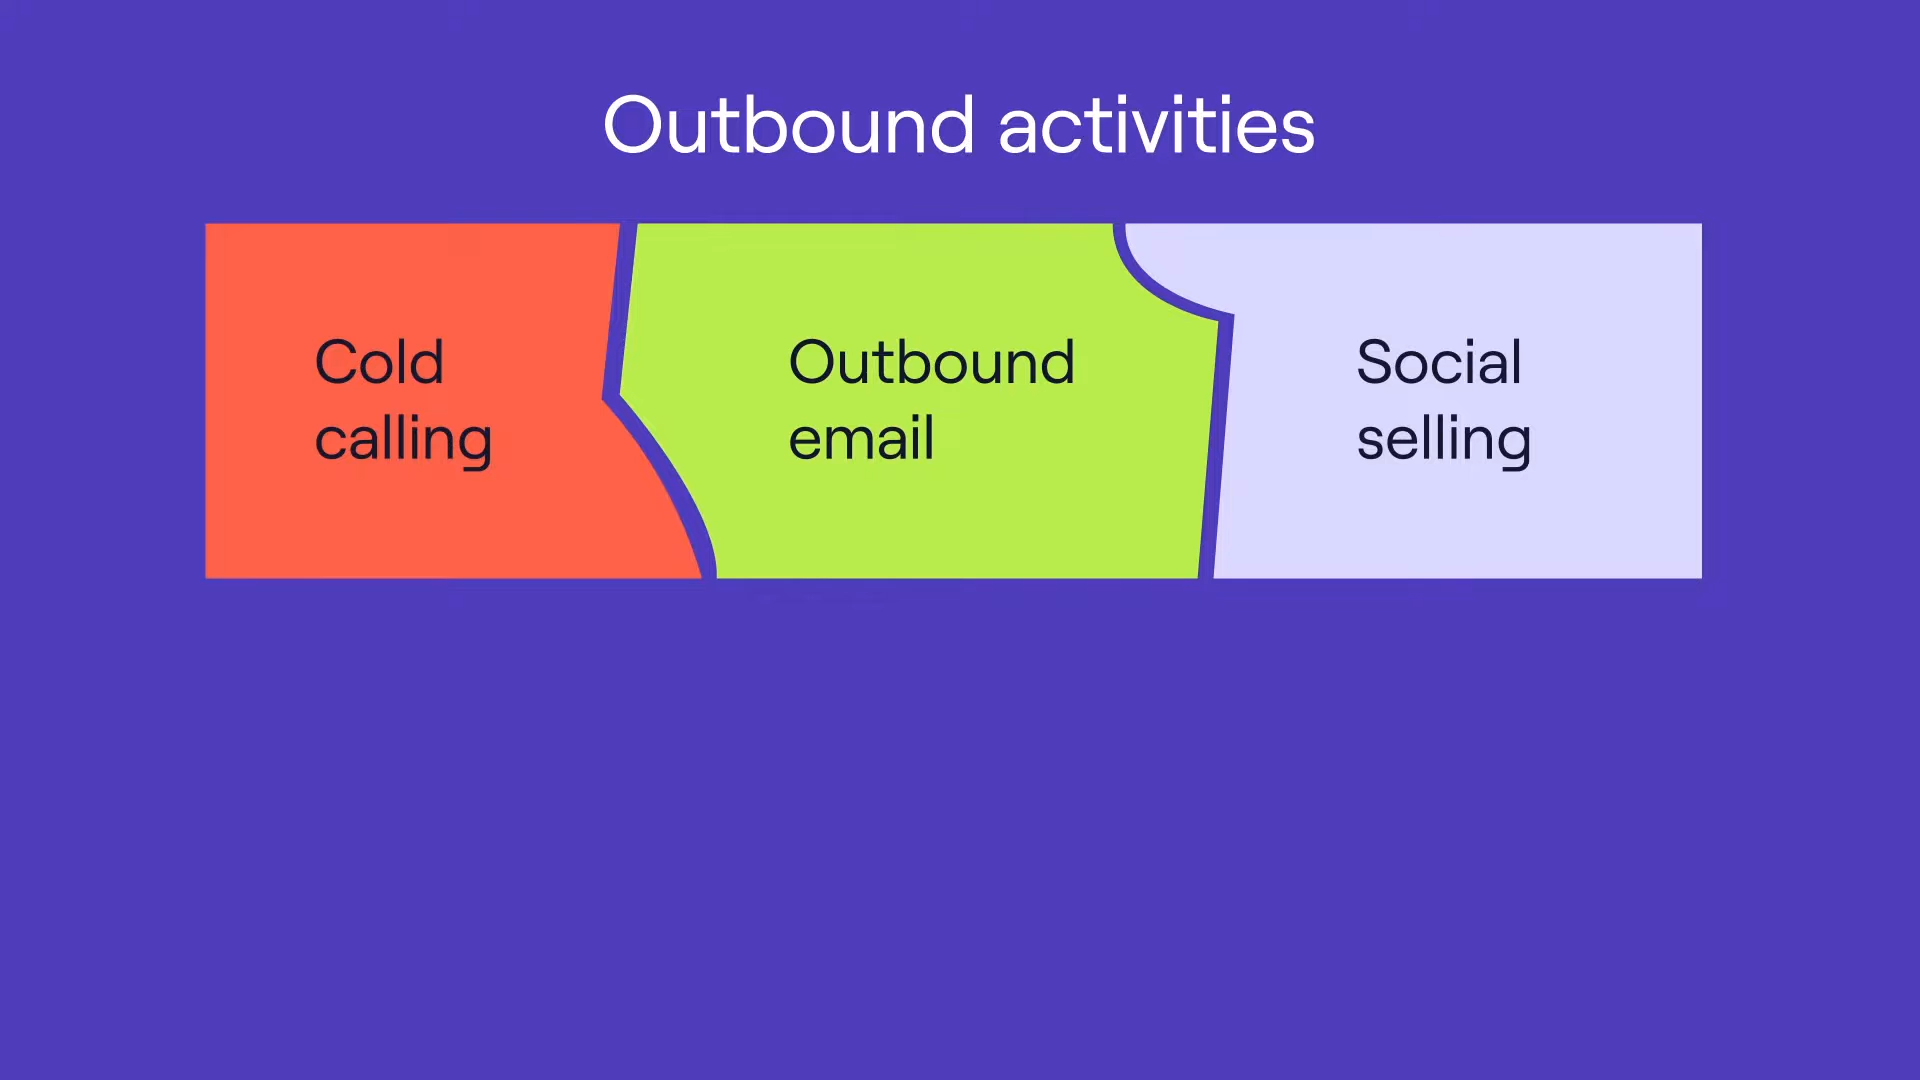 Outbound activities
Cold
calling
Outbound
email
Social
selling